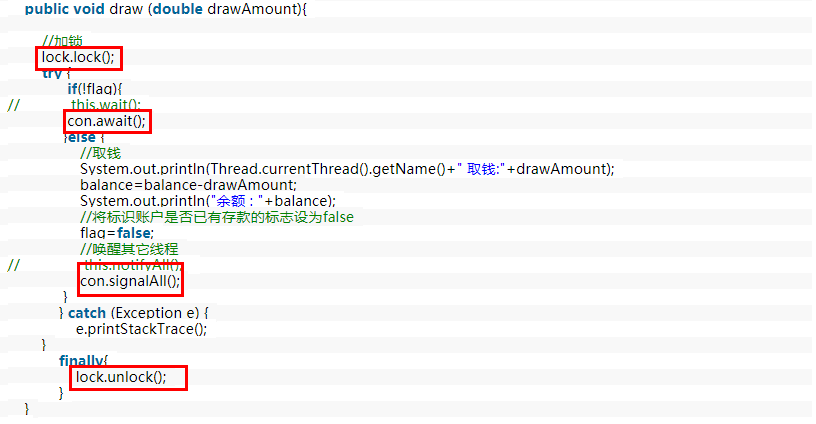 public void draw (double drawAmount){
//加锁
lock.lock();
try {
if(!flag){
// this.wait();
con.await();
}else {
//取钱
System.out.println(Thread.currentThread().getName()+" 取钱:"+drawAmount);
balance=balance-drawAmount;
System.out.println("余额 : "+balance);
//将标识账户是否已有存款的标志设为false
flag=false;
//唤醒其它线程
// this.notifyAll();
con.signalAll();
}
} catch (Exception e) {
e.printStackTrace();
}
finally{
lock.unlock();
}
}